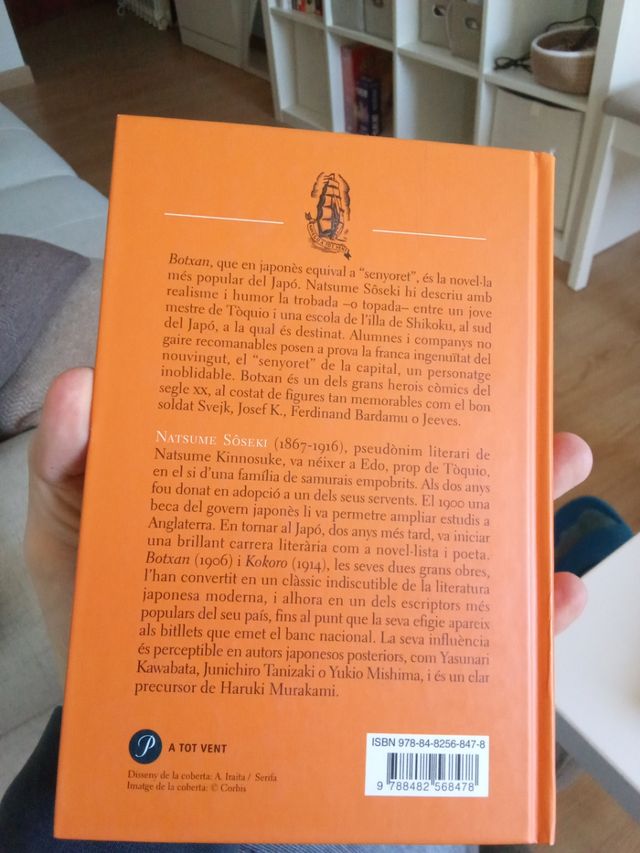 Botxan, que en japonès equival a “senyoret”, és la novel·la
més popular del Japó. Natsume Sôseki hi descriu amb
realisme i humor la trobada –o topada– entre un jove
mestre de Tòquio i una escola de l’illa de Shikoku, al sud
del Japó, a la qual és destinat. Alumnes i companys no
gaire recomanables posen a prova la franca ingenuïtat del
nouvingut, el “senyoret” de la capital, un personatge
inoblidable. Botxan és un dels grans herois còmics del
segle XX, al costat de figures tan memorables com el bon
soldat Svejk, Josef K., Ferdinand Bardamu o Jeeves.
NATSUME SÔSEKI (1867-1916), pseudònim literari de
Natsume Kinnosuke, va néixer a Edo, prop de Tòquio,
en el si d’una família de samurais empobrits. Als dos anys
fou donat en adopció a un dels seus servents. El 1900 una
beca del govern japonès li va permetre ampliar estudis a
Anglaterra. En tornar al Japó, dos anys més tard, va iniciar
una brillant carrera literària com a novel·lista i poeta.
Botxan (1906) i Kokoro (1914), les seves dues grans obres,
l’han convertit en un clàssic indiscutible de la literatura
japonesa moderna, i alhora en un dels escriptors més
populars del seu país, fins al punt que la seva efígie apareix
als bitllets que emet el banc nacional. La seva influència
és perceptible en autors japonesos posteriors, com Yasunari
Kawabata, Junichiro Tanizaki o Yukio Mishima, i és un clar
precursor de Haruki Murakami.
P A TOT VENT
Disseny de la coberta: A. Iraita / Serifa
Imatge de la coberta: © Corbis
ISBN 978-84-8256-847-8
9 788482 568478